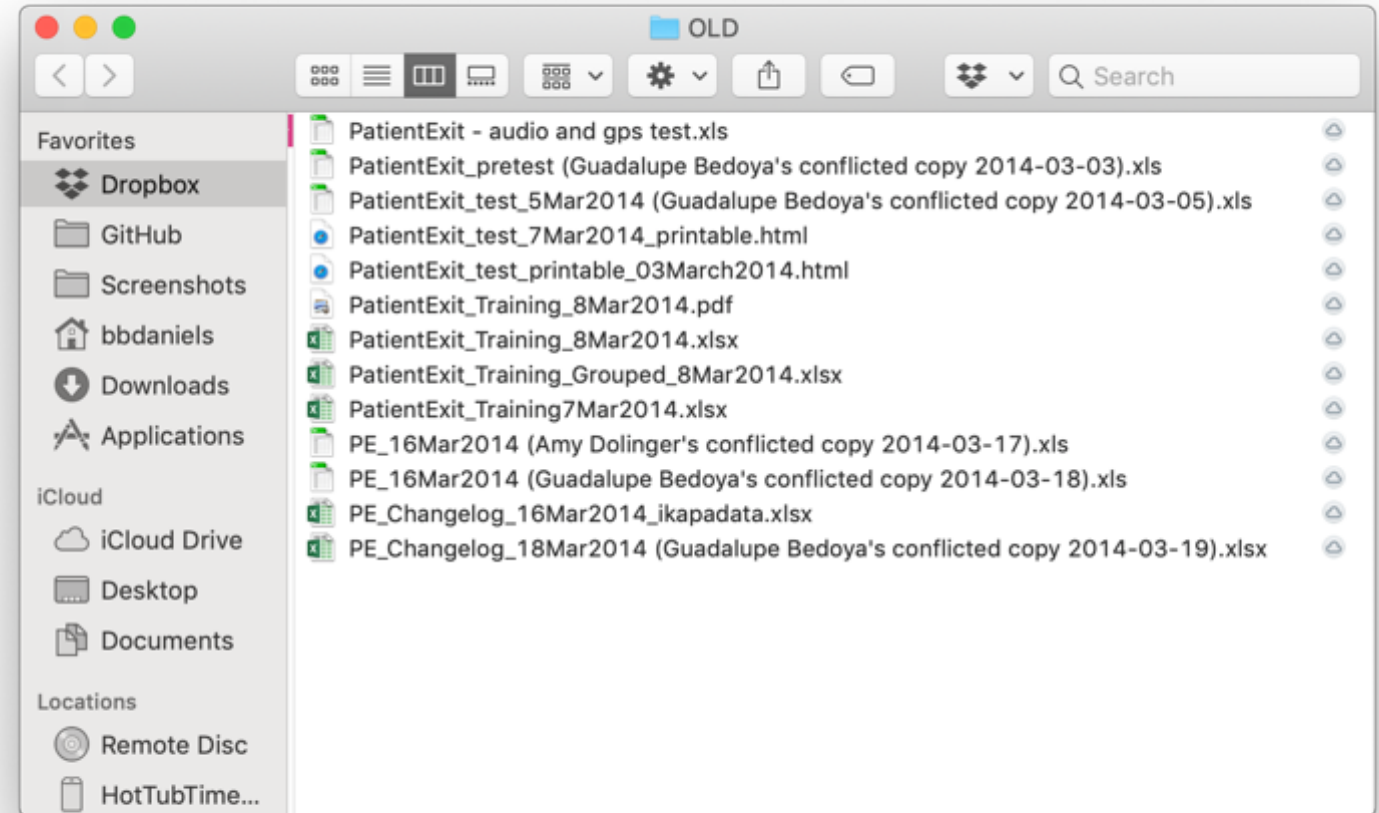 OLD
Search
Favorites
Dropbox
GitHub
Screenshots
bbdaniels
Downloads
Applications
iCloud
iCloud Drive
Desktop
Documents
Locations
Remote Disc
HotTubTime...
PatientExit - audio and gps test.xls
PatientExit_pretest (Guadalupe Bedoya's conflicted copy 2014-03-03).xls
PatientExit_test_5Mar2014 (Guadalupe Bedoya's conflicted copy 2014-03-05).xls
PatientExit_test_7Mar2014_printable.html
PatientExit_test_printable_03March2014.html
PatientExit_Training_8Mar2014.pdf
PatientExit_Training_8Mar2014.xlsx
PatientExit_Training_Grouped_8Mar2014.xlsx
PatientExit_Training7Mar2014.xlsx
PE_16Mar2014 (Amy Dolinger's conflicted copy 2014-03-17).xls
PE_16Mar2014 (Guadalupe Bedoya's conflicted copy 2014-03-18).xls
PE_Changelog_16Mar2014_ikapadata.xlsx
PE_Changelog_18Mar2014 (Guadalupe Bedoya's conflicted copy 2014-03-19).xlsx